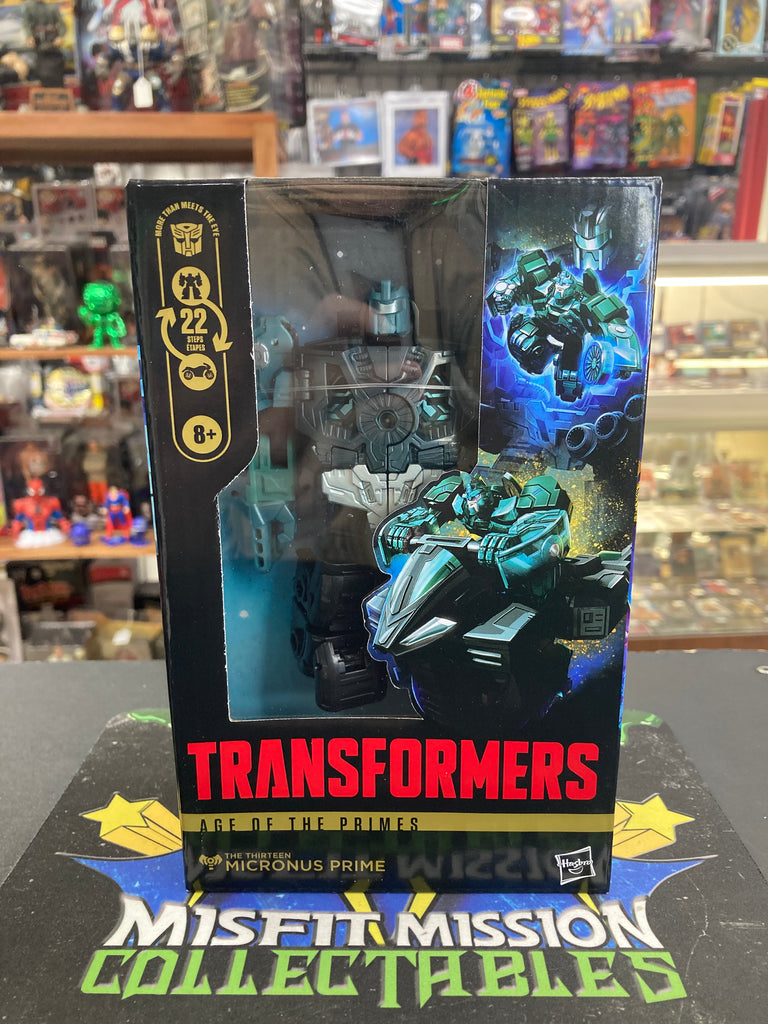 MORE THAN MEETS THE EYE
22
STEPS
ÉTAPES
8+
TRANSFORMERS
AGE OF THE PRIMES
THE THIRTEEN
MICRONUS PRIME
Hasbro
MISFIT MISSION
COLLECTABLES